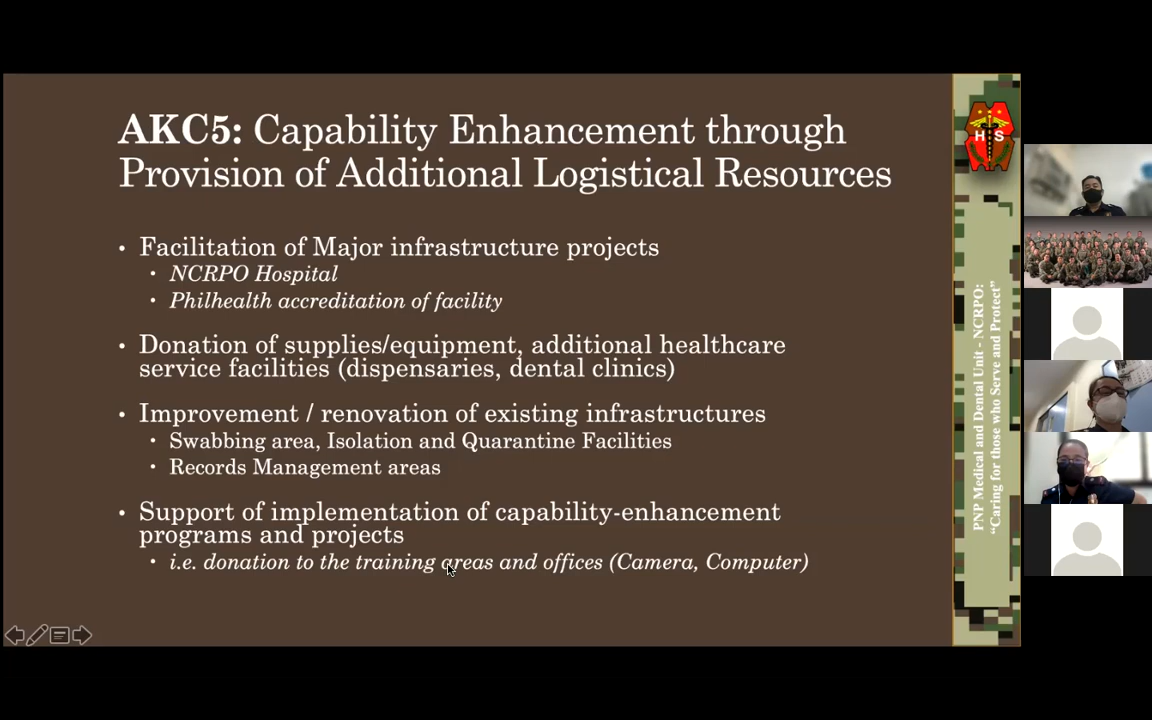 AKC5: Capability Enhancement through
Provision of Additional Logistical Resources
• Facilitation of Major infrastructure projects
• NCRPO Hospital
• Philhealth accreditation of facility
• Donation of supplies/equipment, additional healthcare
service facilities (dispensaries, dental clinics)
• Improvement / renovation of existing infrastructures
• Swabbing area, Isolation and Quarantine Facilities
• Records Management areas
• Support of implementation of capability-enhancement
programs and projects
• i.e. donation to the training areas and offices (Camera, Computer)
H S
PNP Medical and Dental Unit - NCRPO:
“Caring for those who Serve and Protect”